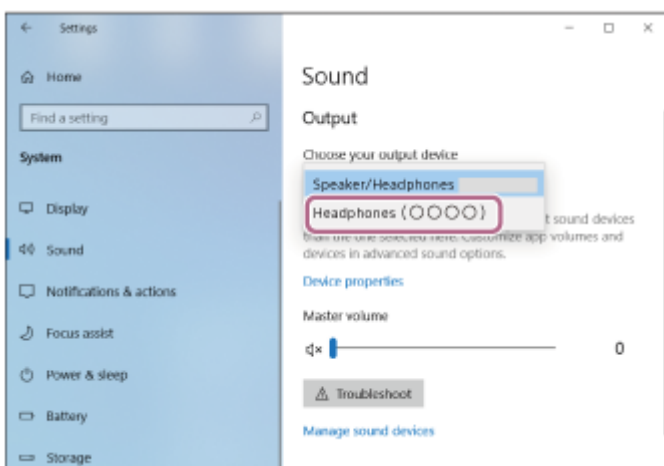 Settings
Home
Find a setting
System
Display
Sound
Notifications & actions
Focus assist
Power & sleep
Battery
Storage
Sound
Output
Choose your output device
Speaker/Headphones
Headphones (○○○○)
t sound devices
than the one selected here. Customize app volumes and
devices in advanced sound options.
Device properties
Master volume
0
Troubleshoot
Manage sound devices